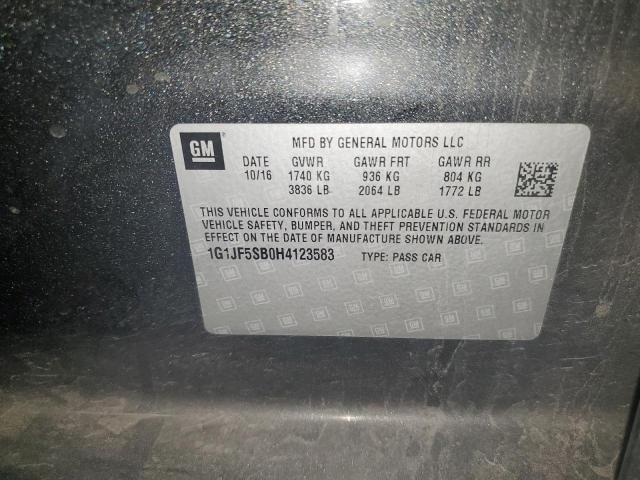 GM
MFD BY GENERAL MOTORS LLC
DATE GVWR GAWR FRT GAWR RR
10/16 1740 KG 936 KG 804 KG
3836 LB 2064 LB 1772 LB
THIS VEHICLE CONFORMS TO ALL APPLICABLE U.S. FEDERAL MOTOR
VEHICLE SAFETY, BUMPER, AND THEFT PREVENTION STANDARDS IN
EFFECT ON THE DATE OF MANUFACTURE SHOWN ABOVE.
1G1JF5SB0H4123583 TYPE: PASS CAR